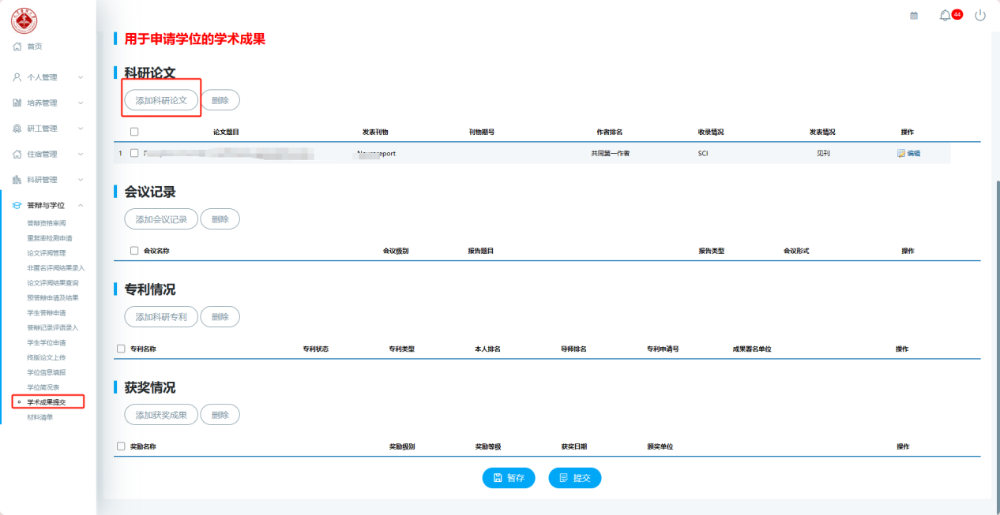 44
首页
个人管理
培养管理
研工管理
住宿管理
科研管理
答辩与学位
答辩资格审阅
重复率检测申请
论文评阅管理
非匿名评阅结果录入
论文评阅结果查询
预答辩申请及结果
学生答辩申请
答辩记录评语录入
学生学位申请
终版论文上传
学位信息填报
学位简况表
学术成果提交
材料清单
用于申请学位的学术成果
科研论文
添加科研论文 删除
论文题目 发表刊物 刊物期号 作者排名 收录情况 发表情况 操作
1 共同第一作者 SCI 见刊 编辑
会议记录
添加会议记录 删除
会议名称 会议级别 报告题目 报告类型 会议形式 操作
专利情况
添加科研专利 删除
专利名称 专利状态 专利类型 本人排名 导师排名 专利申请号 成果署名单位 操作
获奖情况
添加获奖成果 删除
奖励名称 奖励级别 奖励等级 获奖日期 颁奖单位 操作
暂存 提交